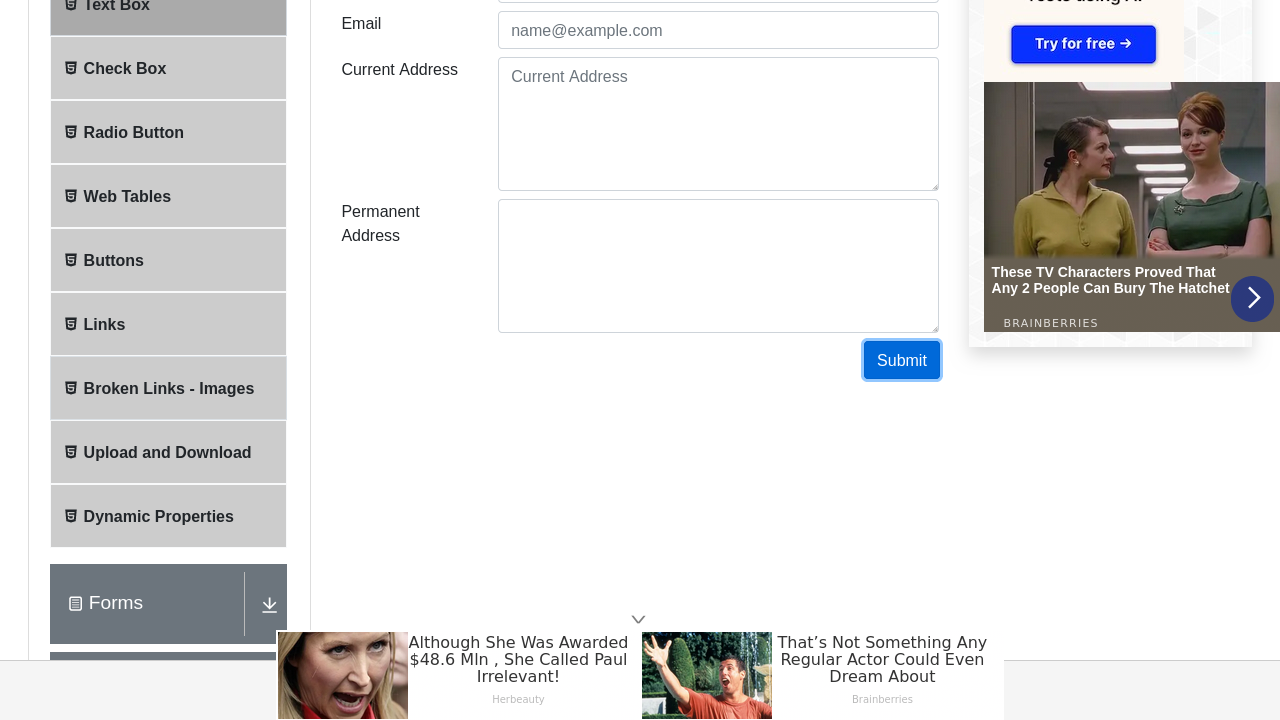 Text Box
Check Box
Radio Button
Web Tables
Buttons
Links
Broken Links - Images
Upload and Download
Dynamic Properties
Forms
Email
name@example.com
Current Address
Current Address
Permanent
Address
Submit
Try for free →
These TV Characters Proved That
Any 2 People Can Bury The Hatchet
BRAINBERRIES
Although She Was Awarded
$48.6 Mln , She Called Paul
Irrelevant!
Herbeauty
That's Not Something Any
Regular Actor Could Even
Dream About
Brainberries